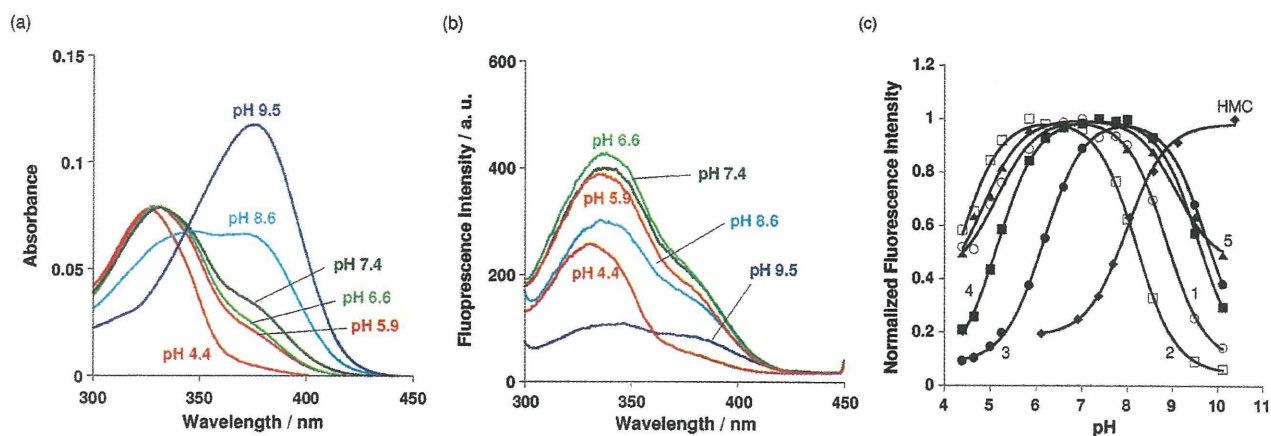 (a)
0.15
0.1
0.05
0
Absorbance
300
350
400
450
Wavelength / nm
pH 9.5
pH 8.6
pH 7.4
pH 6.6
pH 5.9
pH 4.4
(b)
600
400
200
0
Fluoprescence Intensity / a. u.
300
350
400
450
Wavelength / nm
pH 6.6
pH 7.4
pH 5.9
pH 8.6
pH 4.4
pH 9.5
(c)
1.2
1
0.8
0.6
0.4
0.2
0
Normalized Fluorescence Intensity
4
5
6
7
8
9
10
11
pH
HMC
5
4
1
3
2